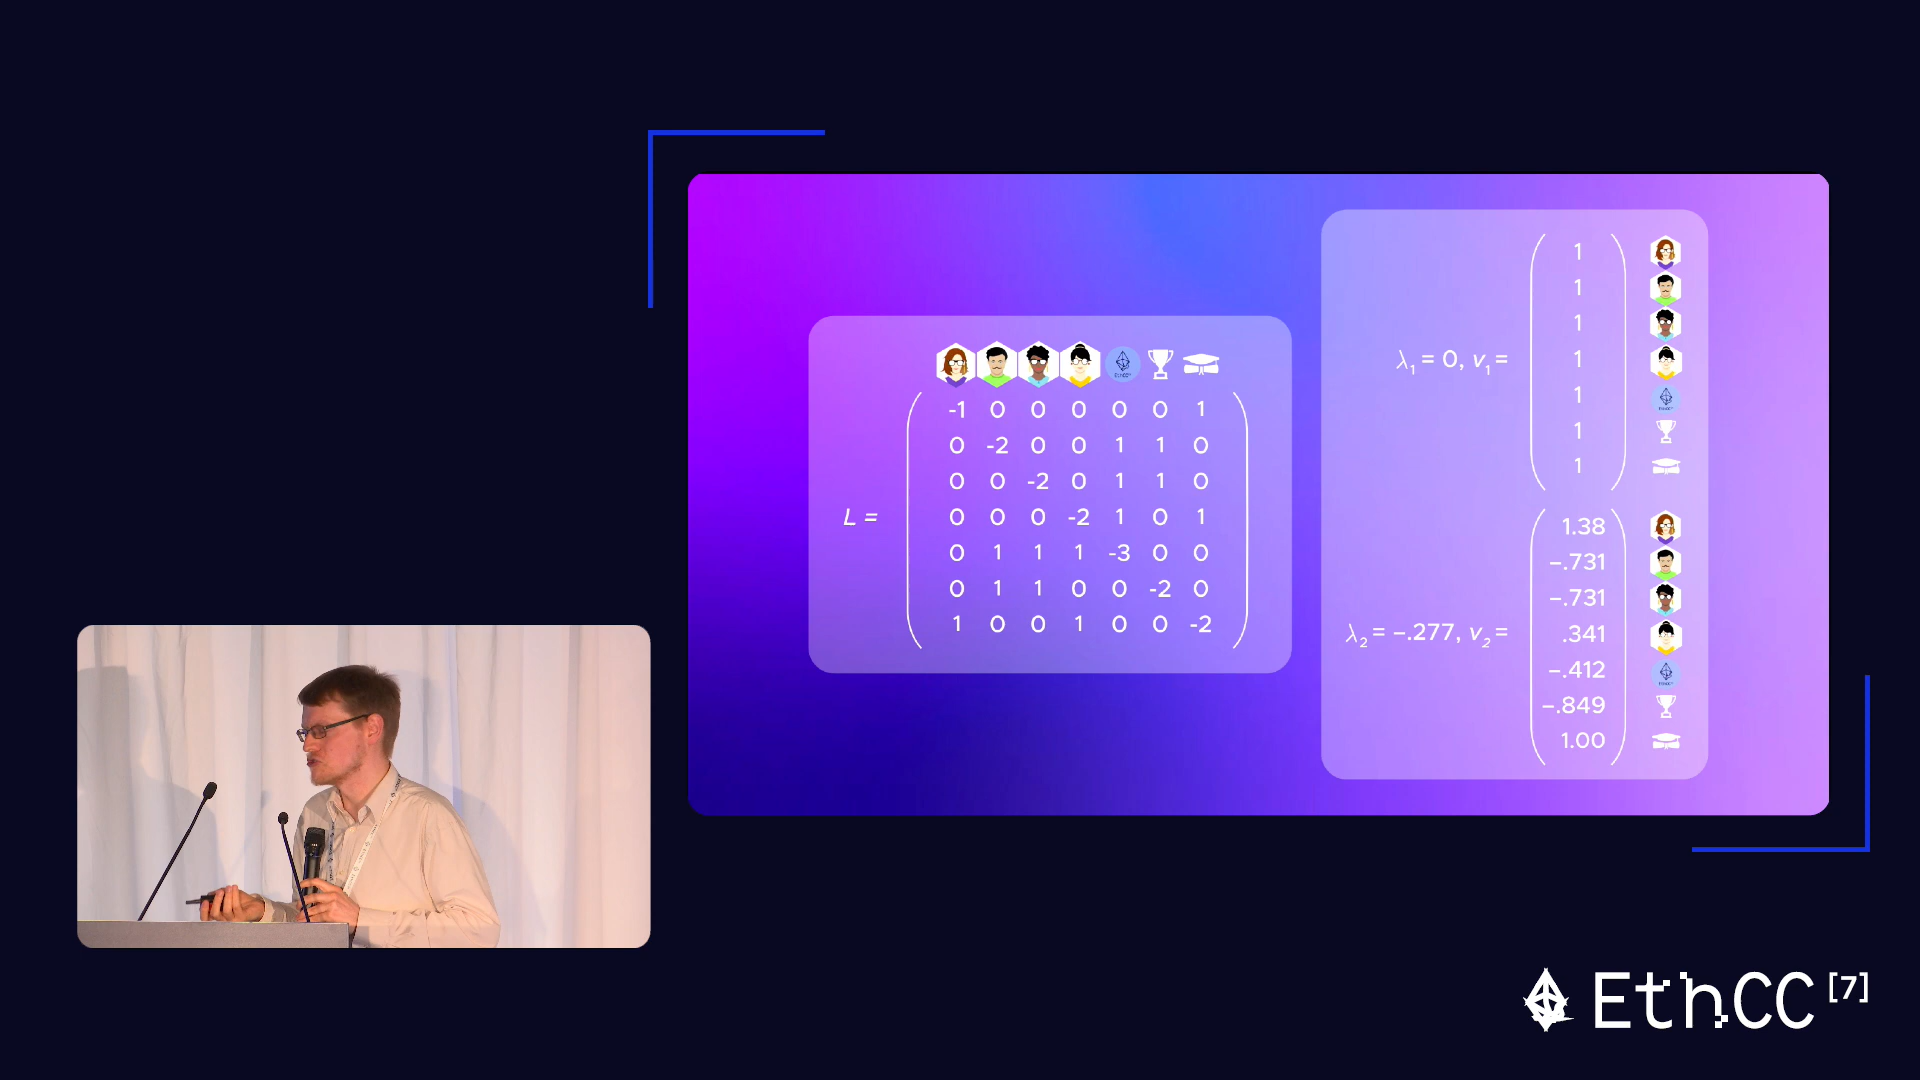 L =
-1 0 0 0 0 0 1
0 -2 0 0 1 1 0
0 0 -2 0 1 1 0
0 0 0 -2 1 0 1
0 1 1 1 -3 0 0
0 1 1 0 0 -2 0
1 0 0 1 0 0 -2
λ₁ = 0, v₁ =
1
1
1
1
1
1
1
λ₂ = –.277, v₂ =
1.38
–.731
–.731
.341
–.412
–.849
1.00
EthCC [7]